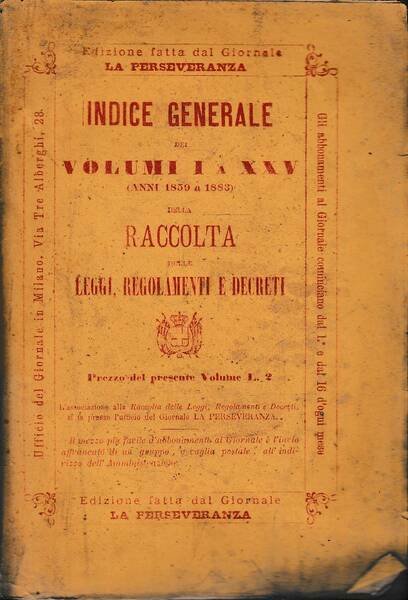 Edizione fatta dal Giornale
LA PERSEVERANZA
INDICE GENERALE
DEI
VOLUMI I A XXV
(ANNI 1859 a 1883)
DELLA
RACCOLTA
DELLE
LEGGI, REGOLAMENTI E DECRETI
Prezzo del presente Volume L. 2
L'associazione alla Raccolta delle Leggi, Regolamenti e Decreti,
si fa presso l'ufficio del Giornale LA PERSEVERANZA.
Il mezzo più facile d'abbonamento al Giornale è l'invio
affrancato di un gruppo, o vaglia postale, all'indi-
rizzo dell'Amministrazione
Edizione fatta dal Giornale
LA PERSEVERANZA
Ufficio del Giornale in Milano, Via Tre Alberghi, 28.
Gli abbonamenti al Giornale cominciano dal 1.º e dal 16 d'ogni mese